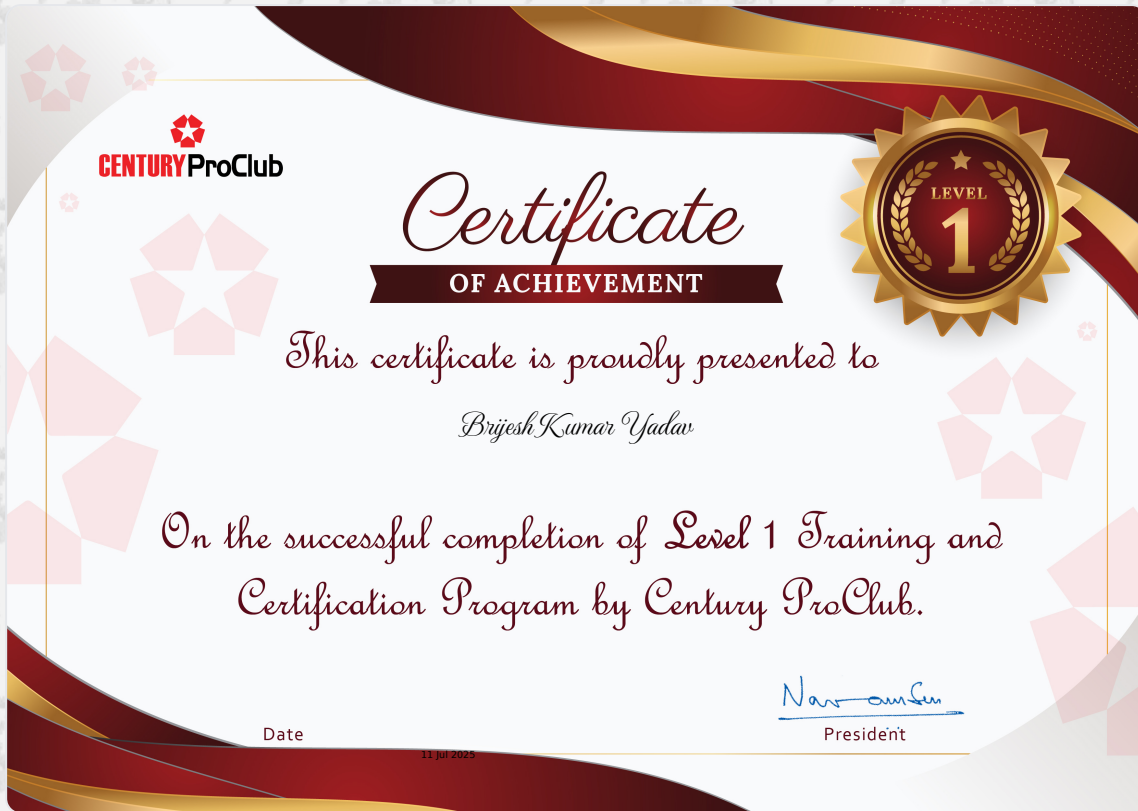 CENTURY ProClub
Certificate
OF ACHIEVEMENT
LEVEL
1
This certificate is proudly presented to
Brijesh Kumar Yadav
On the successful completion of Level 1 Training and
Certification Program by Century ProClub.
Date
11 Jul 2025
President